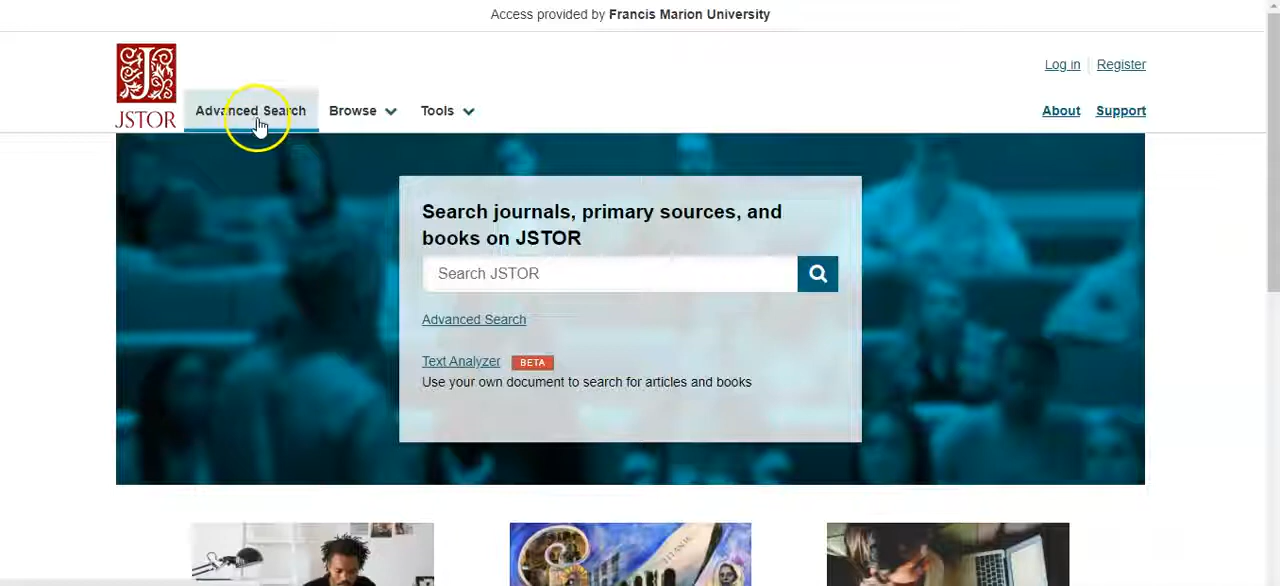 Access provided by Francis Marion University
Log in Register
JSTOR
Advanced Search Browse Tools
About Support
Search journals, primary sources, and
books on JSTOR
Search JSTOR
Advanced Search
Text Analyzer BETA
Use your own document to search for articles and books